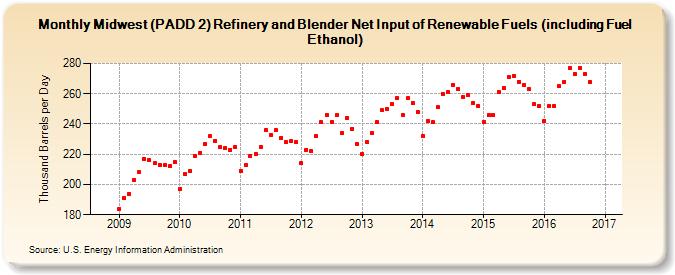 Monthly Midwest (PADD 2) Refinery and Blender Net Input of Renewable Fuels (including Fuel
Ethanol)
Thousand Barrels per Day
280
260
240
220
200
180
2009 2010 2011 2012 2013 2014 2015 2016 2017
Source: U.S. Energy Information Administration